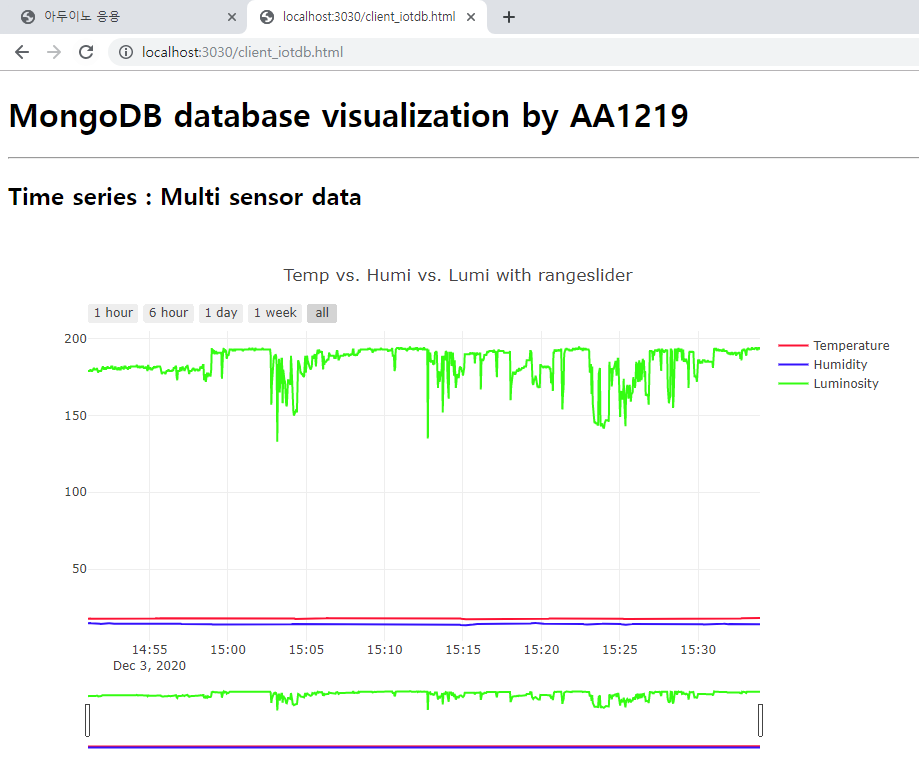 아두이노 응용
localhost:3030/client_iotdb.html
localhost:3030/client_iotdb.html
MongoDB database visualization by AA1219
Time series : Multi sensor data
Temp vs. Humi vs. Lumi with rangeslider
1 hour 6 hour 1 day 1 week all
200
150
100
50
Temperature
Humidity
Luminosity
14:55 15:00 15:05 15:10 15:15 15:20 15:25 15:30
Dec 3, 2020